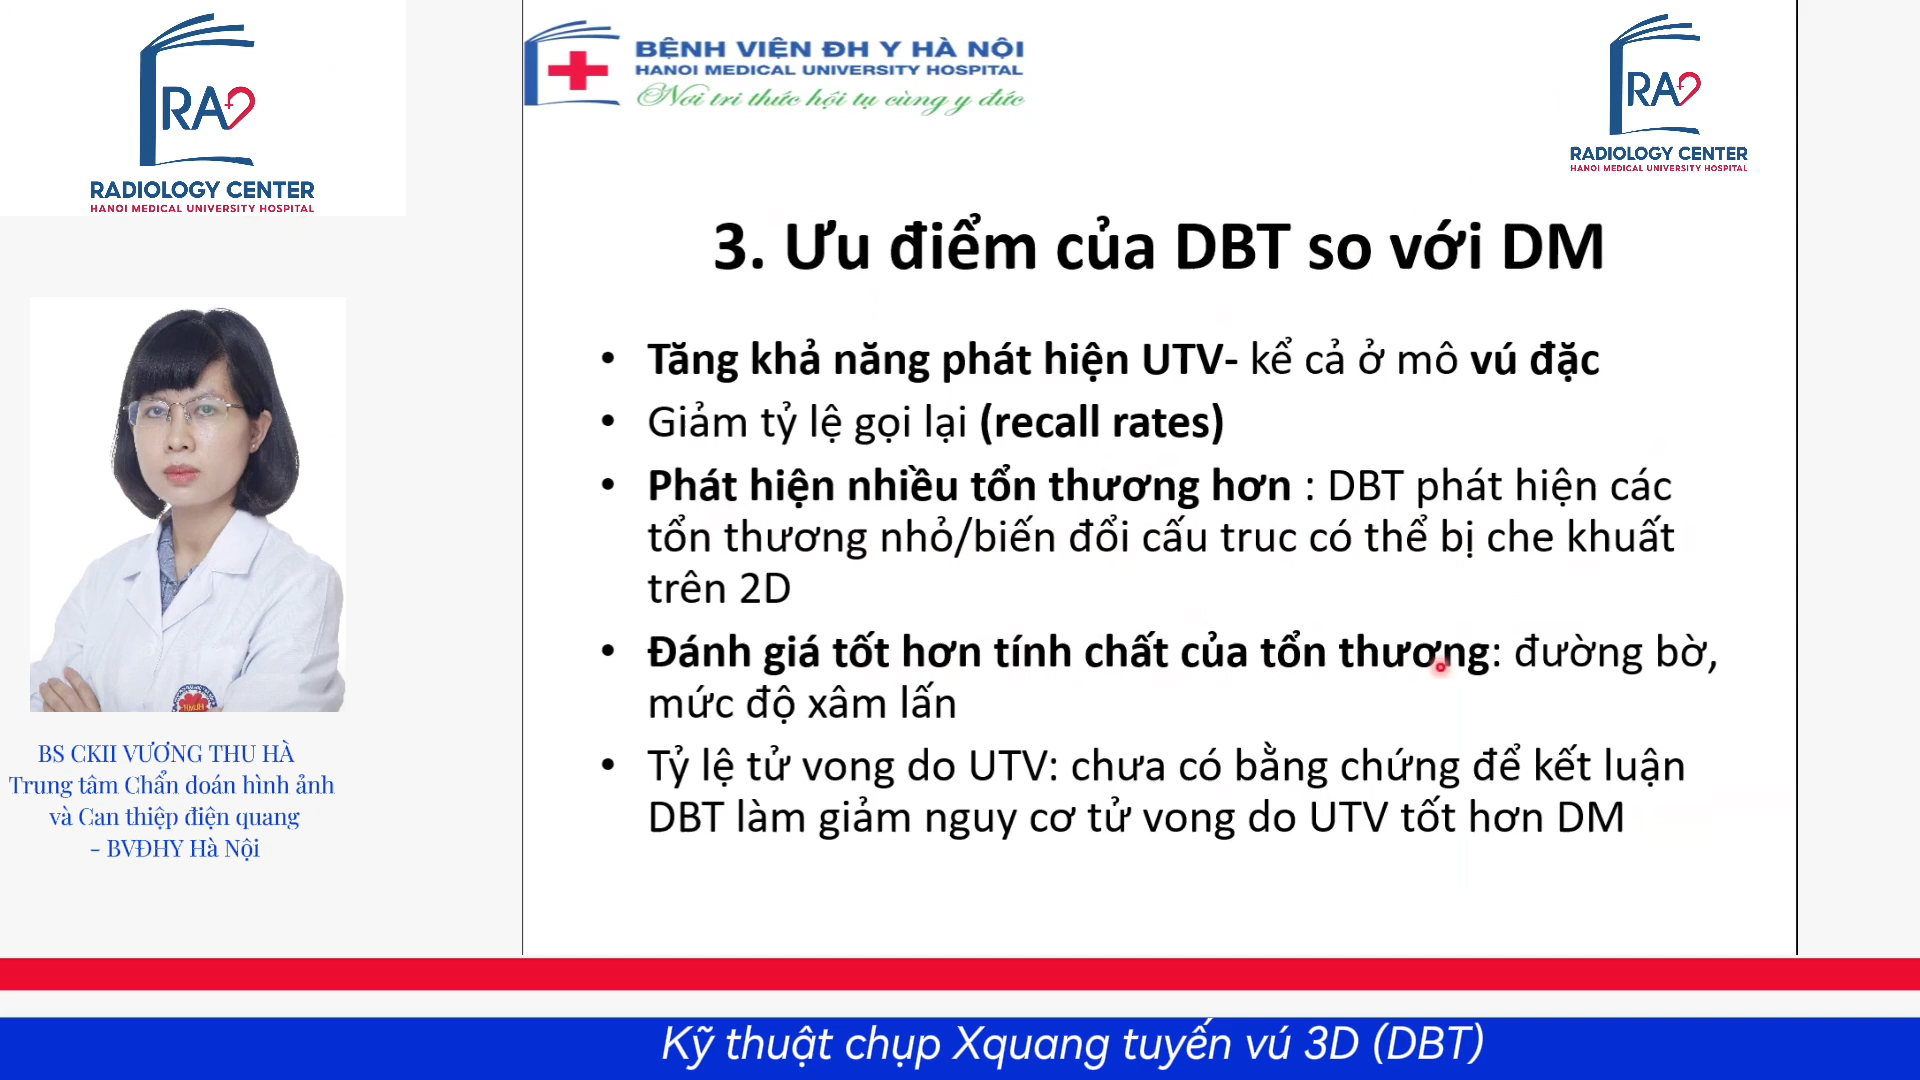 RA
RADIOLOGY CENTER
HANOI MEDICAL UNIVERSITY HOSPITAL
BỆNH VIỆN ĐH Y HÀ NỘI
HANOI MEDICAL UNIVERSITY HOSPITAL
Nơi tri thức hội tụ cùng y đức
RA
RADIOLOGY CENTER
HANOI MEDICAL UNIVERSITY HOSPITAL
3. Ưu điểm của DBT so với DM
• Tăng khả năng phát hiện UTV- kể cả ở mô vú đặc
• Giảm tỷ lệ gọi lại (recall rates)
• Phát hiện nhiều tổn thương hơn : DBT phát hiện các
tổn thương nhỏ/biến đổi cấu truc có thể bị che khuất
trên 2D
• Đánh giá tốt hơn tính chất của tổn thương: đường bờ,
mức độ xâm lấn
• Tỷ lệ tử vong do UTV: chưa có bằng chứng để kết luận
DBT làm giảm nguy cơ tử vong do UTV tốt hơn DM
HMUH
BS CKII VƯƠNG THU HÀ
Trung tâm Chẩn doán hình ảnh
và Can thiệp điện quang
- BVĐHY Hà Nội
Kỹ thuật chụp Xquang tuyến vú 3D (DBT)